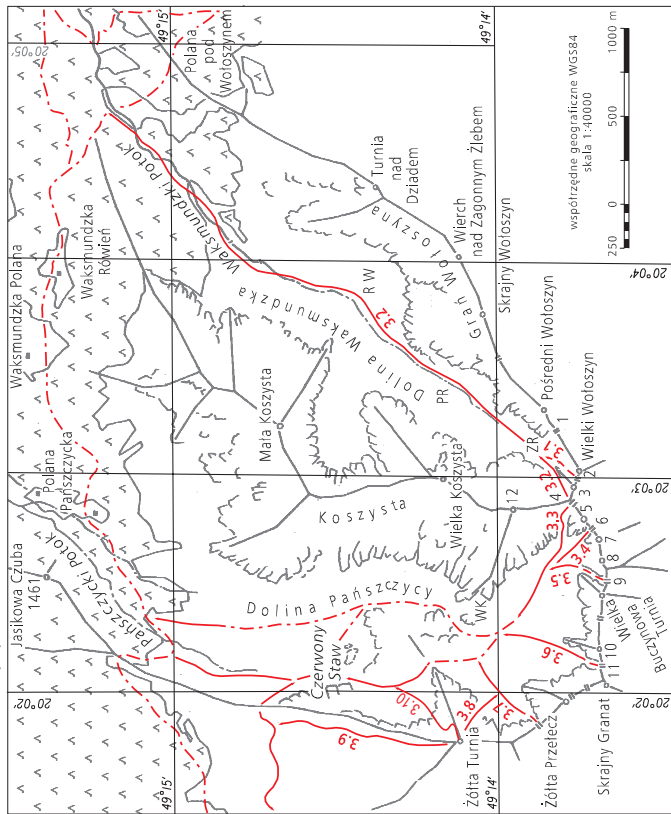 20°05'
49°15'
49°14'
Polana
pod
Wołoszynem
1000 m
500
0
250
współrzędne geograficzne WGS84
skala 1:40000
Waksmundzki Potok
Turnia
nad
Dziadem
Waksmundzka Polana
Waksmundzka
Rówień
Wierch
nad Zagonnym Żlebem
20°04'
Grań Wołoszyna
Skrajny Wołoszyn
RW
3.2
Dolina Waksmundzka
PR
Pośredni Wołoszyn
Mała Koszysta
ZR
1
3.1
Wielki Wołoszyn
Polana
Pańszczycka
20°03'
3.2
2
3
4
3.3
5
6
Koszysta
Wielka Koszysta
12
3.4
7
8
3.5
9
Jasikowa Czuba
1461
Pańszczycki Potok
Dolina Pańszczycy
WK
Wielka
Buczynowa
Turnia
3.6
10
11
Czerwony
Staw
20°02'
20°02'
3.10
3.8
3.7
3.9
Żółta Turnia
Żółta Przełęcz
Skrajny Granat
49°15'
49°14'